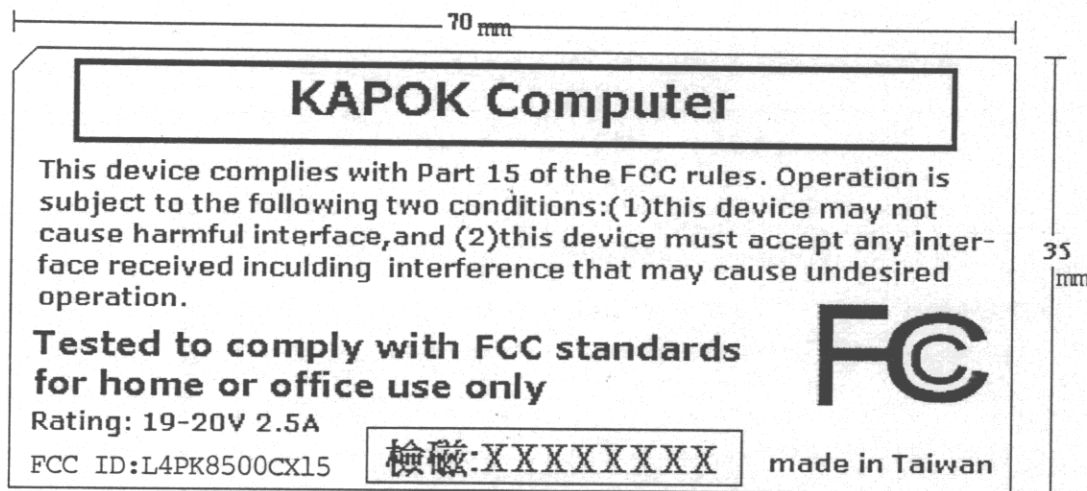 70 mm
KAPOK Computer
This device complies with Part 15 of the FCC rules. Operation is
subject to the following two conditions:(1)this device may not
cause harmful interface,and (2)this device must accept any inter-
face received inculding interference that may cause undesired
operation.
35
mm
Tested to comply with FCC standards
for home or office use only
FCC
Rating: 19-20V 2.5A
FCC ID:L4PK8500CX15
檢磁:XXXXXXXX
made in Taiwan